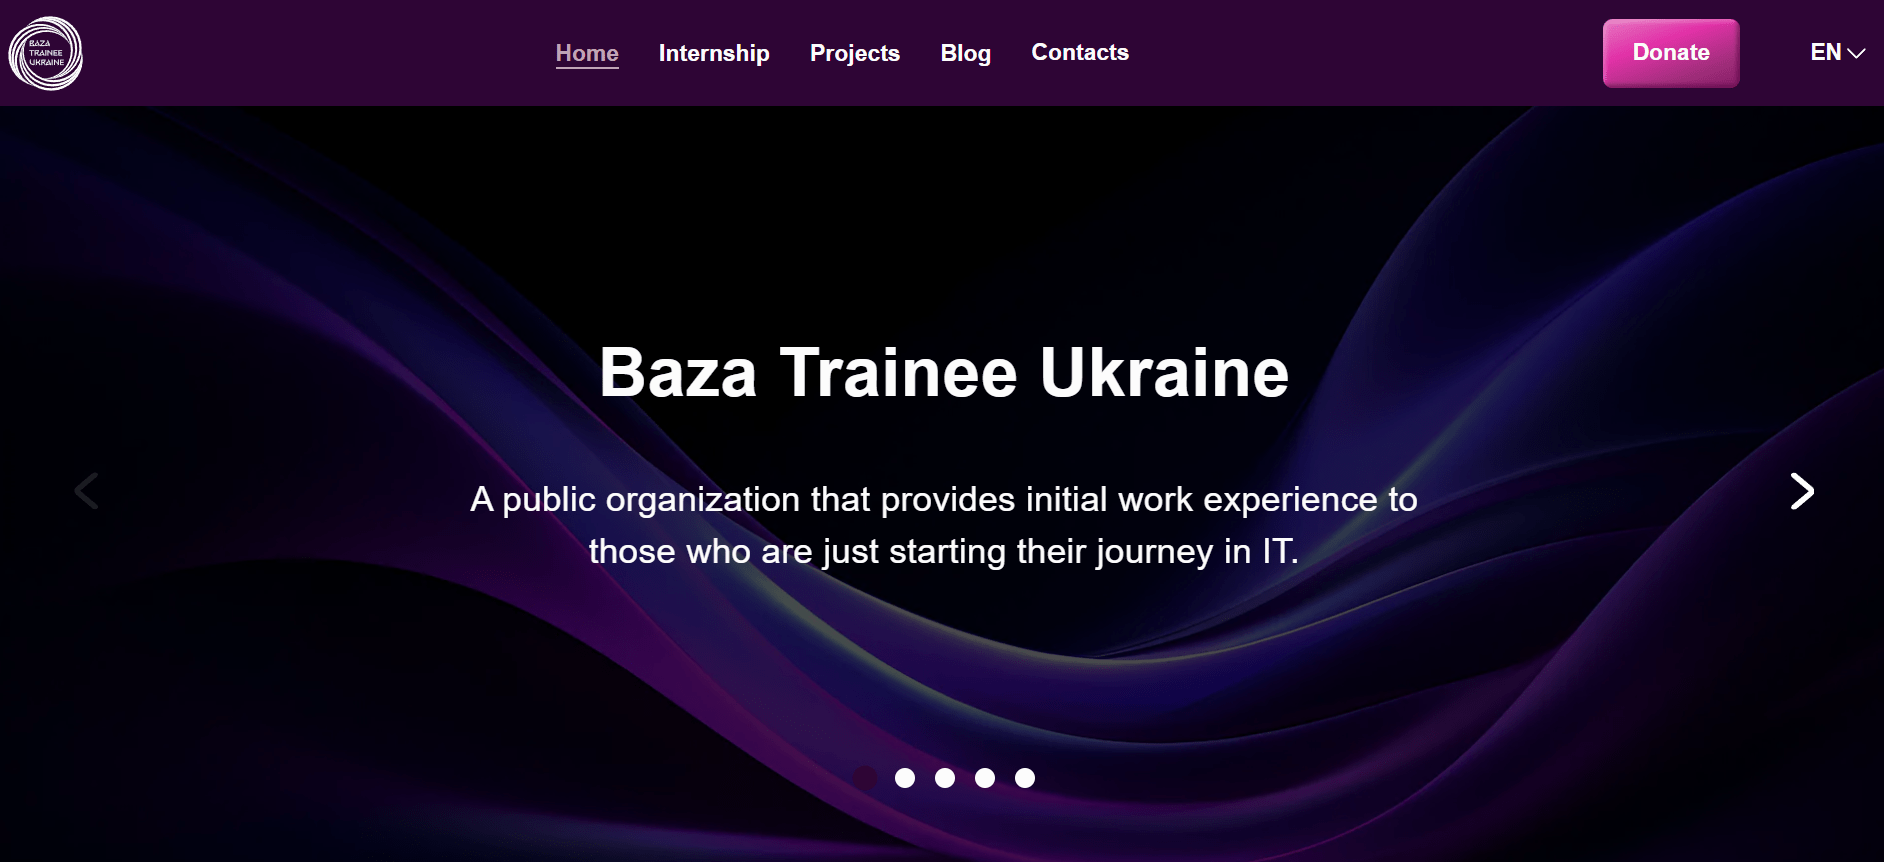 BAZA
TRAINEE
UKRAINE
Home Internship Projects Blog Contacts Donate EN
Baza Trainee Ukraine
A public organization that provides initial work experience to
those who are just starting their journey in IT.